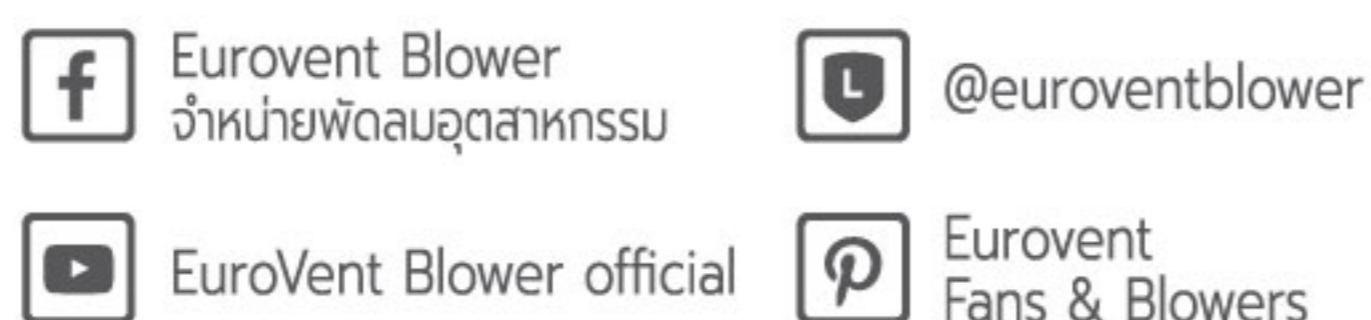 Eurovent Blower
จำหน่ายพัดลมอุตสาหกรรม
@euroventblower
EuroVent Blower official
Eurovent
Fans & Blowers